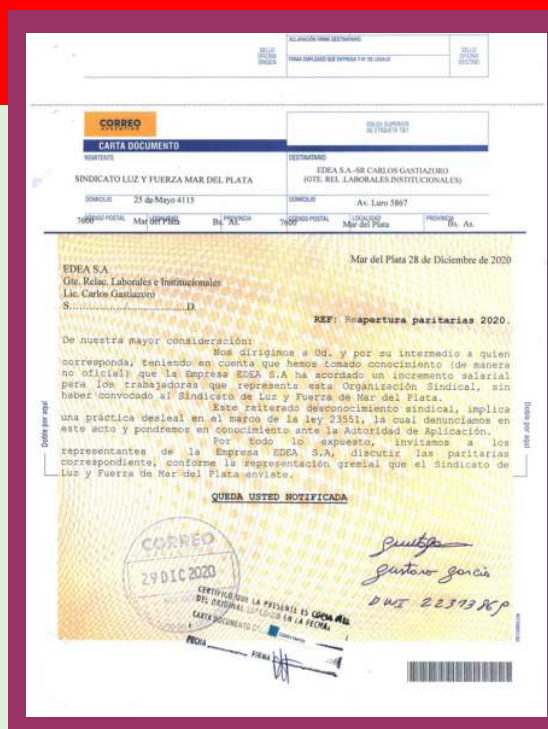 ACLARACIÓN FIRMA DESTINATARIO
SELLO
OFICINA
ORIGEN
FIRMA EMPLEADO QUE ENTREGA Y Nº DE LEGAJO
SELLO
OFICINA
DESTINO
CORREO
ARGENTINO
CARTA DOCUMENTO
REMITENTE
SINDICATO LUZ Y FUERZA MAR DEL PLATA
DOMICILIO 25 de Mayo 4115
CÓDIGO POSTAL LOCALIDAD PROVINCIA
7600 Mar del Plata Bs. As.
DESTINATARIO
EDEA S.A.-SR CARLOS GASTIAZORO
(GTE. REL .LABORALES.INSTITUCIONALES)
DOMICILIO Av. Luro 5867
CÓDIGO POSTAL LOCALIDAD PROVINCIA
7600 Mar del Plata Bs. As.
Mar del Plata 28 de Diciembre de 2020
EDEA S.A
Gte. Relac. Laborales e Institucionales
Lic. Carlos Gastiazoro
S............../..............D.
REF: Reapertura paritarias 2020.
De nuestra mayor consideración:
Nos dirigimos a Ud. y por su intermedio a quien
corresponda, teniendo en cuenta que hemos tomado conocimiento (de manera
no oficial) que la Empresa EDEA S.A ha acordado un incremento salarial
para los trabajadores que representa esta Organización Sindical, sin
haber convocado al Sindicato de Luz y Fuerza de Mar del Plata.
Este reiterado desconocimiento sindical, implica
una práctica desleal en el marco de la ley 23551, la cual denunciamos en
este acto y pondremos en conocimiento ante la Autoridad de Aplicación.
Por todo lo expuesto, invitamos a los
representantes de la Empresa EDEA S.A, discutir las paritarias
correspondiente, conforme la representación gremial que el Sindicato de
Luz y Fuerza de Mar del Plata enviste.
QUEDA USTED NOTIFICADA
Doble por aquí
Doble por aquí
CORREO
29 DIC 2020
CERTIFICO QUE LA PRESENTE ES COPIA FIEL
DEL ORIGINAL EXPEDIDO EN LA FECHA.
CARTA DOCUMENTO
FECHA
FIRMA
Gustavo Garcia
DNI